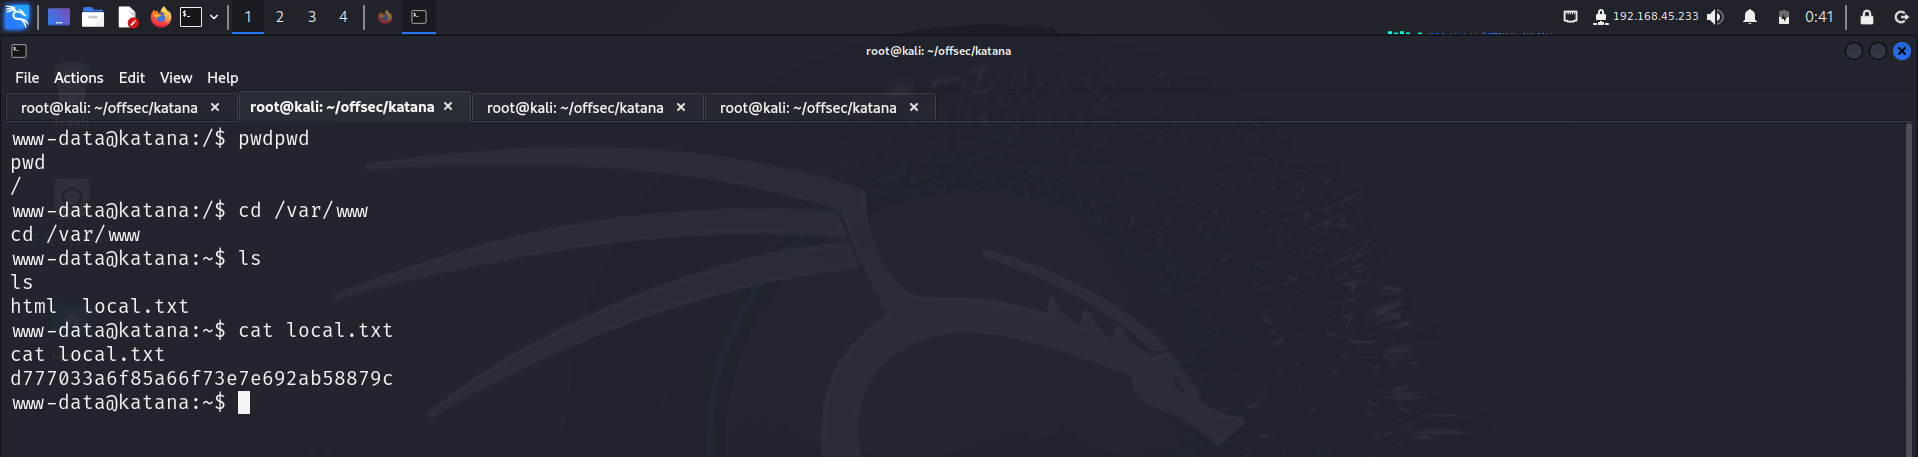 1 2 3 4 192.168.45.233 0:41
root@kali: ~/offsec/katana
File Actions Edit View Help
root@kali: ~/offsec/katana root@kali: ~/offsec/katana root@kali: ~/offsec/katana root@kali: ~/offsec/katana
www-data@katana:/$ pwdpwd
pwd
/
www-data@katana:/$ cd /var/www
cd /var/www
www-data@katana:~$ ls
ls
html  local.txt
www-data@katana:~$ cat local.txt
cat local.txt
d777033a6f85a66f73e7e692ab58879c
www-data@katana:~$